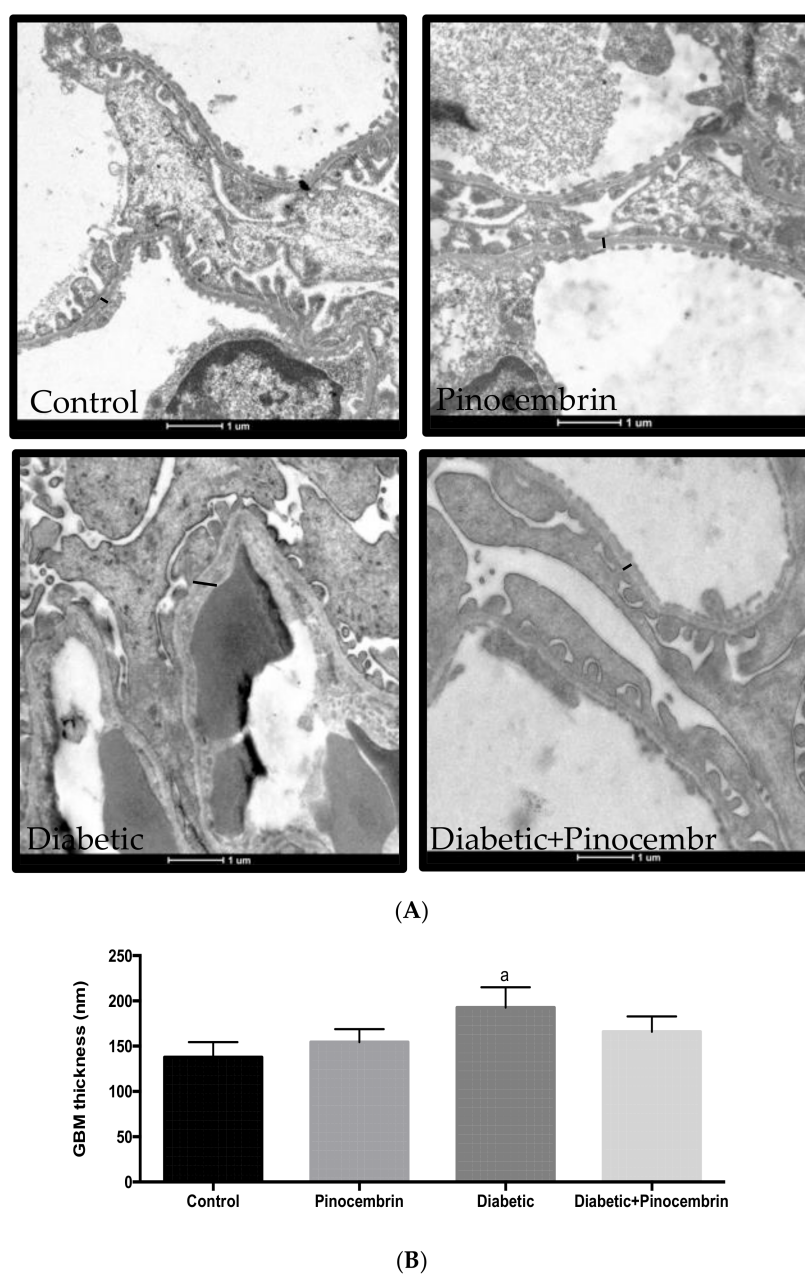 Control
1 um
Pinocembrin
1 um
Diabetic
1 um
Diabetic+Pinocembr
1 um
(A)
250
200
150
100
50
0
GBM thickness (nm)
a
Control
Pinocembrin
Diabetic
Diabetic+Pinocembrin
(B)